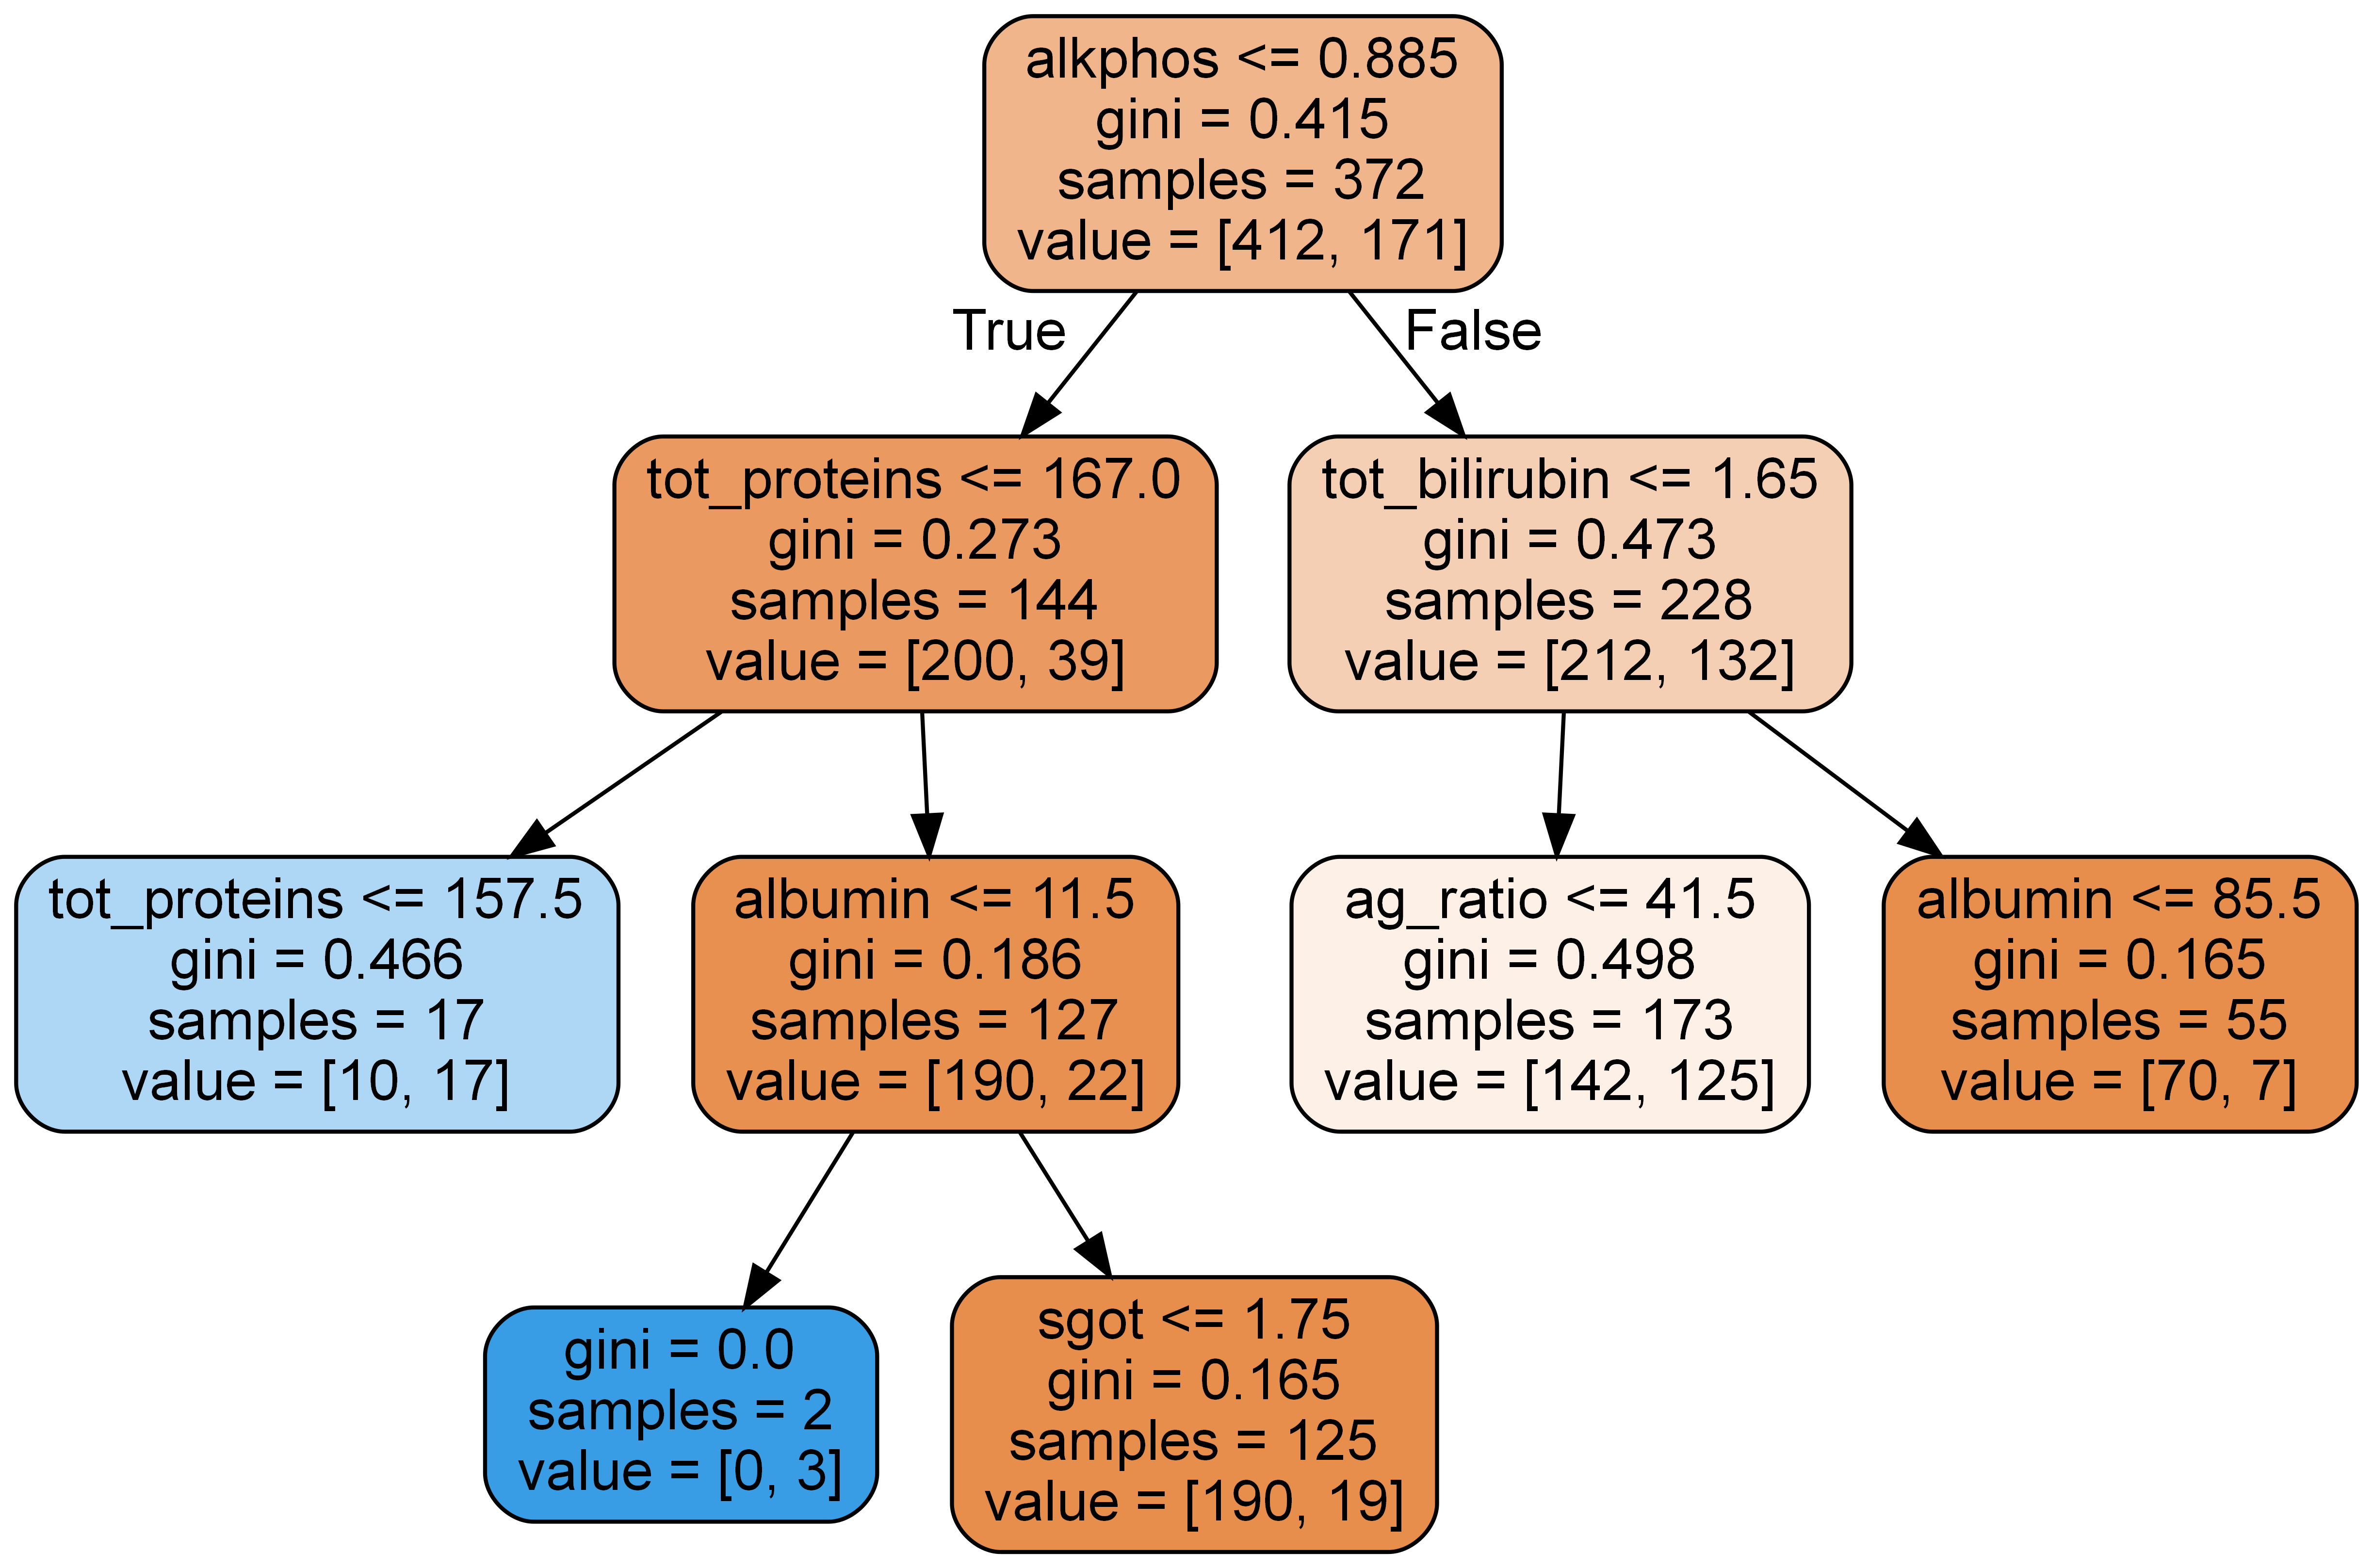 alkphos <= 0.885
gini = 0.415
samples = 372
value = [412, 171]
True
False
tot_proteins <= 167.0
gini = 0.273
samples = 144
value = [200, 39]
tot_bilirubin <= 1.65
gini = 0.473
samples = 228
value = [212, 132]
tot_proteins <= 157.5
gini = 0.466
samples = 17
value = [10, 17]
albumin <= 11.5
gini = 0.186
samples = 127
value = [190, 22]
ag_ratio <= 41.5
gini = 0.498
samples = 173
value = [142, 125]
albumin <= 85.5
gini = 0.165
samples = 55
value = [70, 7]
gini = 0.0
samples = 2
value = [0, 3]
sgot <= 1.75
gini = 0.165
samples = 125
value = [190, 19]